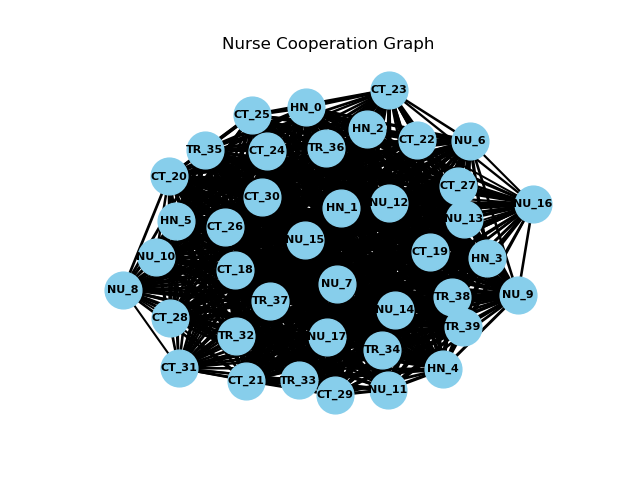 Nurse Cooperation Graph
CT_23
HN_0
CT_25
HN_2
CT_22
NU_6
TR_36
TR_35
CT_24
CT_20
CT_27
CT_30
NU_12
NU_16
HN_1
NU_13
HN_5
CT_26
NU_15
CT_19
NU_10
HN_3
CT_18
NU_7
NU_8
NU_9
TR_38
TR_37
NU_14
CT_28
TR_39
TR_32
NU_17
TR_34
CT_31
HN_4
CT_21
TR_33
NU_11
CT_29